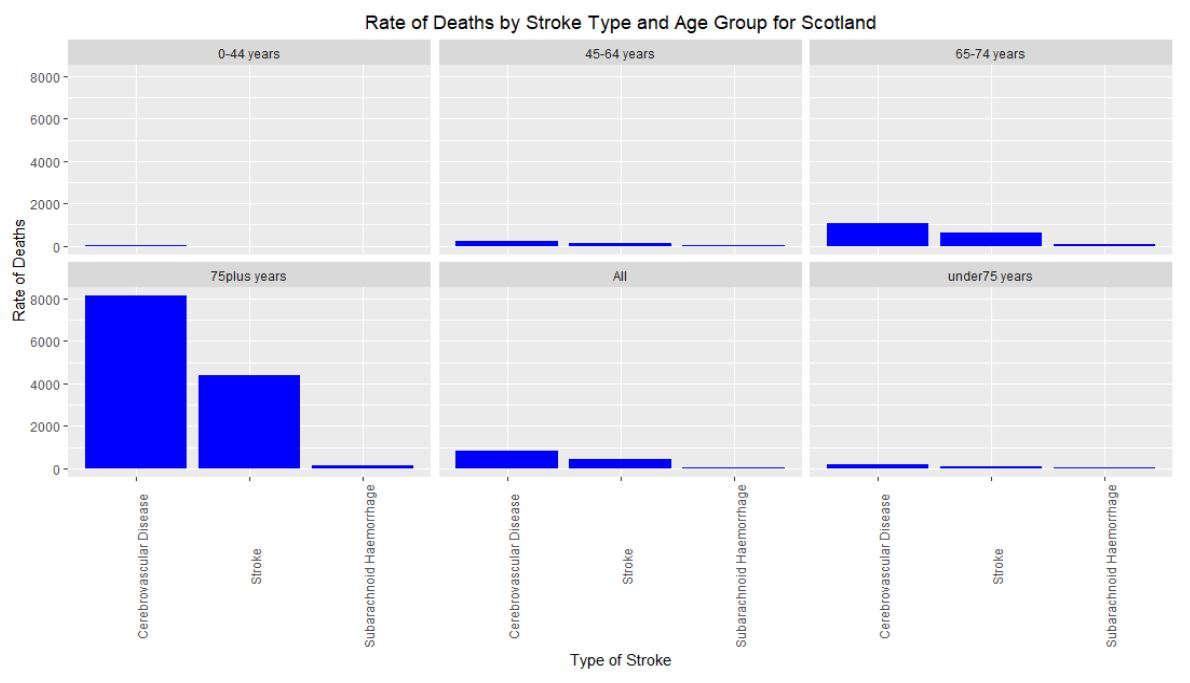 Rate of Deaths by Stroke Type and Age Group for Scotland
0-44 years
45-64 years
65-74 years
8000
6000
4000
2000
0
Rate of Deaths
75plus years
All
under75 years
8000
6000
4000
2000
0
Cerebrovascular Disease
Stroke
Subarachnoid Haemorrhage
Cerebrovascular Disease
Stroke
Subarachnoid Haemorrhage
Cerebrovascular Disease
Stroke
Subarachnoid Haemorrhage
Type of Stroke